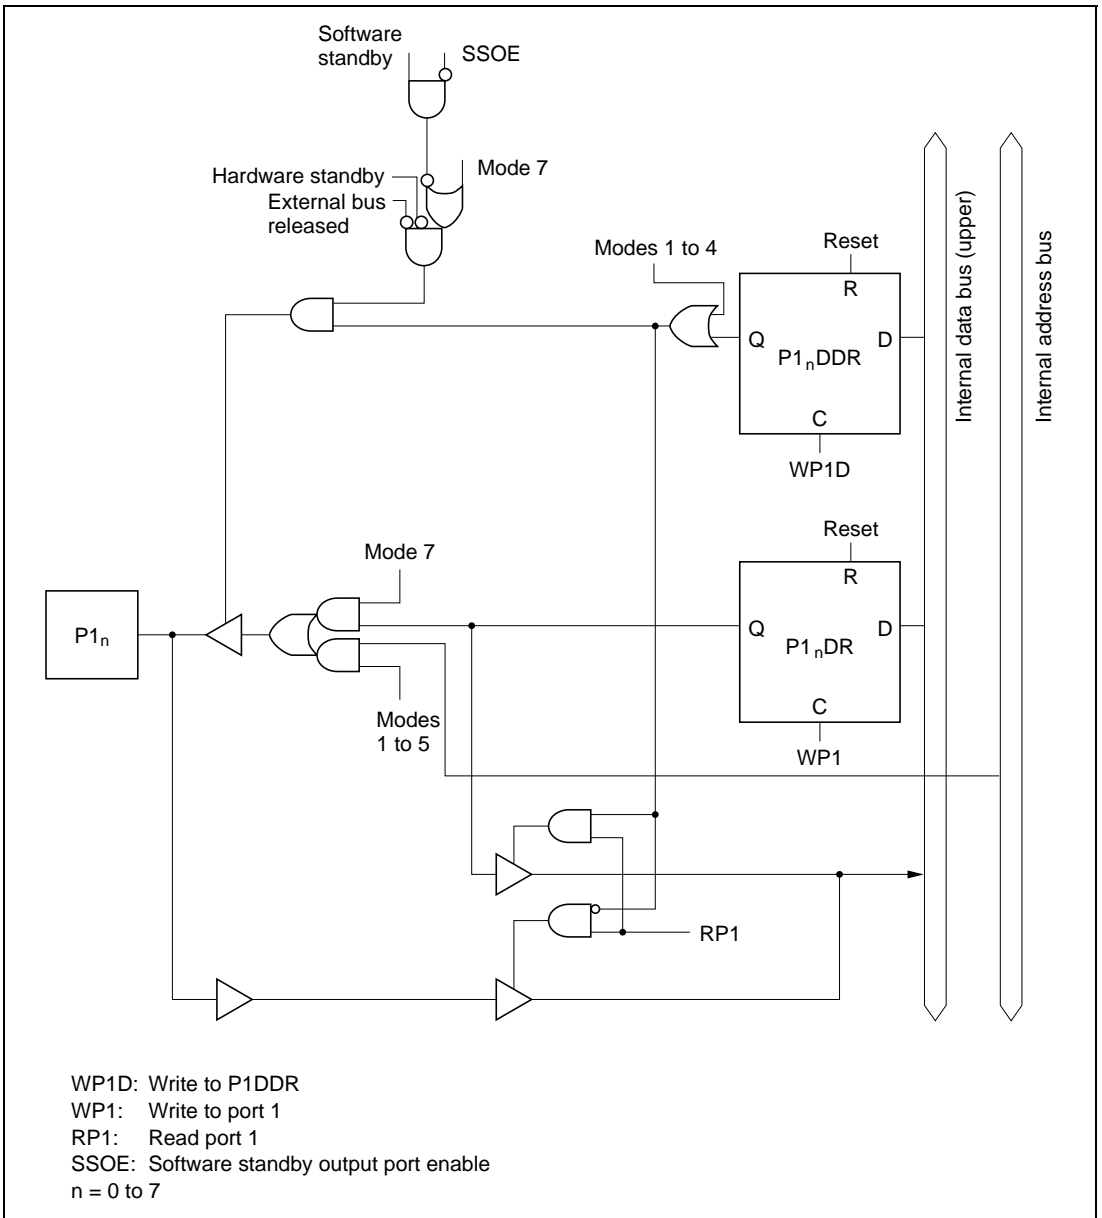 Software
standby
SSOE
Mode 7
Hardware standby
External bus
released
Modes 1 to 4
Reset
R
Q
D
P1nDDR
C
WP1D
Internal data bus (upper)
Internal address bus
Reset
R
Mode 7
P1n
Q
D
P1nDR
C
WP1
Modes
1 to 5
RP1
WP1D: Write to P1DDR
WP1: Write to port 1
RP1: Read port 1
SSOE: Software standby output port enable
n = 0 to 7